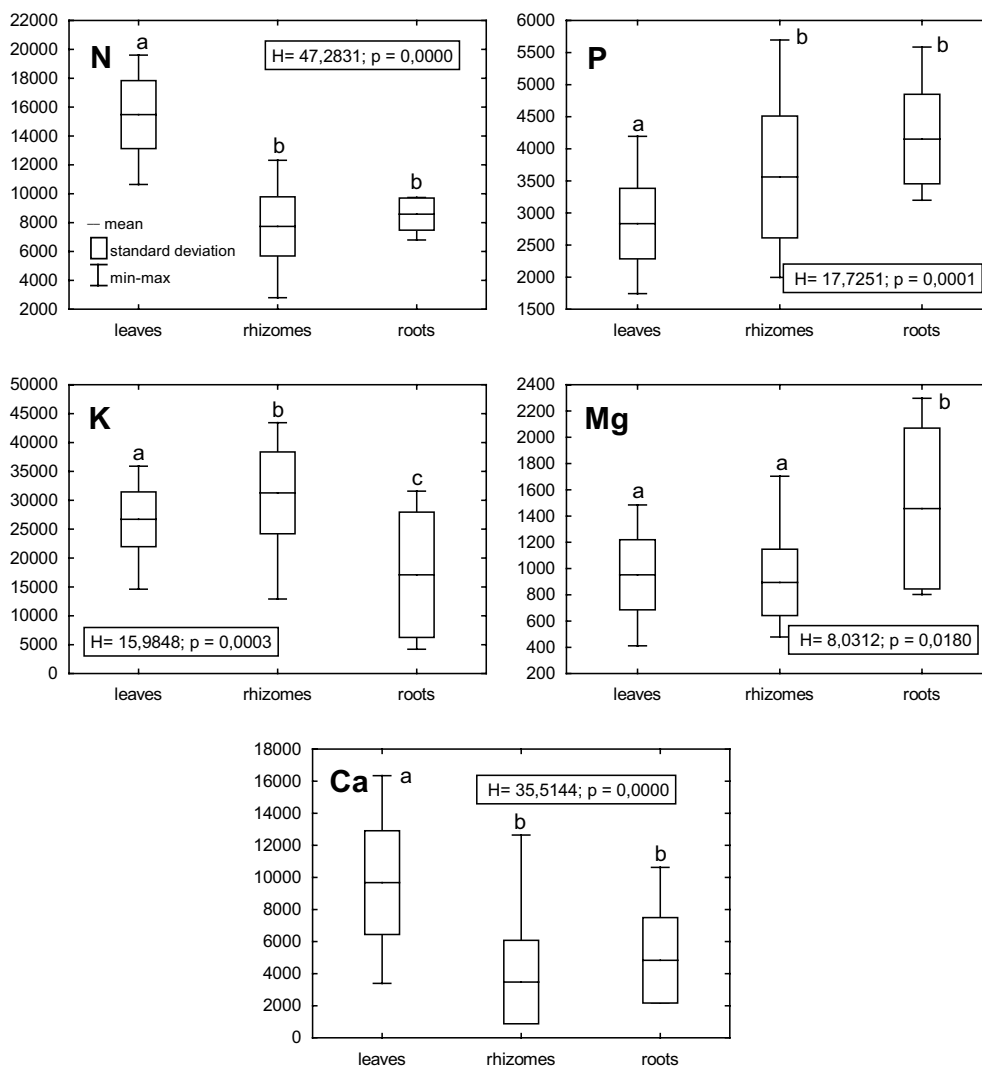 N
H= 47,2831; p = 0,0000
22000
20000
18000
16000
14000
12000
10000
8000
6000
4000
2000
a
b
b
mean
standard deviation
min-max
leaves rhizomes roots
P
6000
5500
5000
4500
4000
3500
3000
2500
2000
1500
a
b
b
H= 17,7251; p = 0,0001
leaves rhizomes roots
K
50000
45000
40000
35000
30000
25000
20000
15000
10000
5000
0
a
b
c
H= 15,9848; p = 0,0003
leaves rhizomes roots
Mg
2400
2200
2000
1800
1600
1400
1200
1000
800
600
400
200
a
a
b
H= 8,0312; p = 0,0180
leaves rhizomes roots
Ca
18000
16000
14000
12000
10000
8000
6000
4000
2000
0
a
b
b
H= 35,5144; p = 0,0000
leaves rhizomes roots